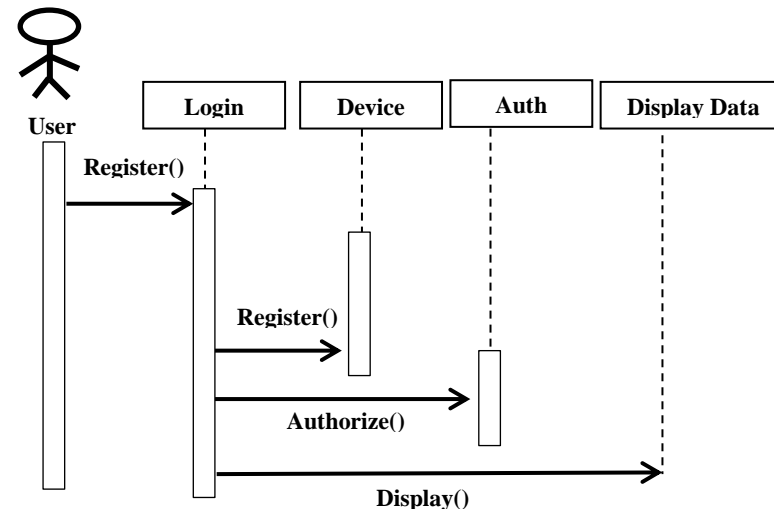 User
Login
Device
Auth
Display Data
Register()
Register()
Authorize()
Display()